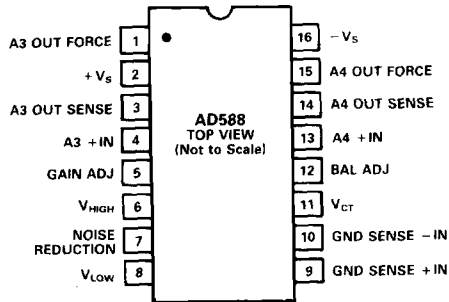 A3 OUT FORCE 1
+VS 2
A3 OUT SENSE 3
A3 +IN 4
GAIN ADJ 5
VHIGH 6
NOISE
REDUCTION 7
VLOW 8
AD588
TOP VIEW
(Not to Scale)
16 −VS
15 A4 OUT FORCE
14 A4 OUT SENSE
13 A4 +IN
12 BAL ADJ
11 VCT
10 GND SENSE −IN
9 GND SENSE +IN